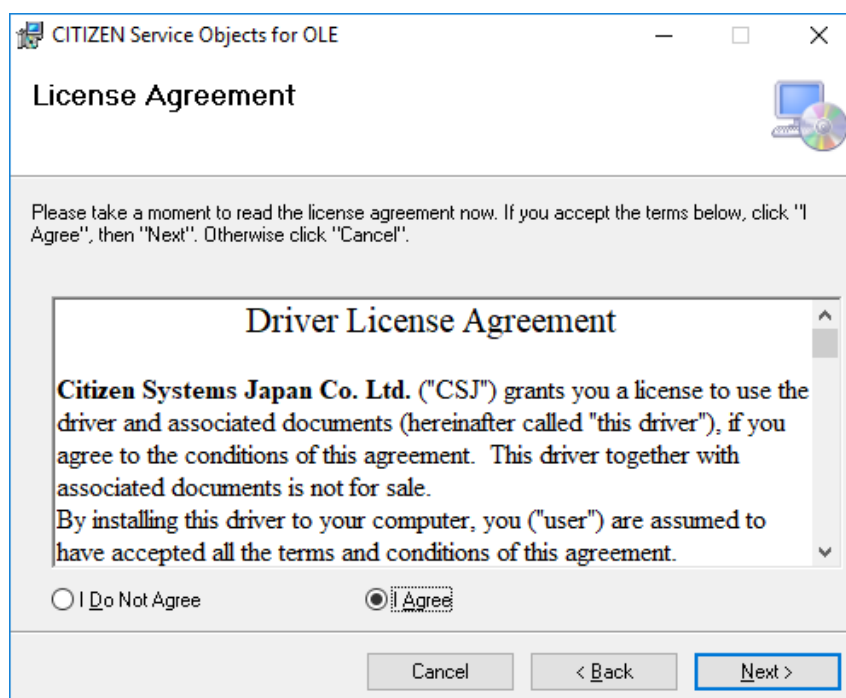 CITIZEN Service Objects for OLE
License Agreement
Please take a moment to read the license agreement now. If you accept the terms below, click "I
Agree", then "Next". Otherwise click "Cancel".
Driver License Agreement
Citizen Systems Japan Co. Ltd. ("CSJ") grants you a license to use the
driver and associated documents (hereinafter called "this driver"), if you
agree to the conditions of this agreement.  This driver together with
associated documents is not for sale.
By installing this driver to your computer, you ("user") are assumed to
have accepted all the terms and conditions of this agreement.
I Do Not Agree
I Agree
Cancel
< Back
Next >